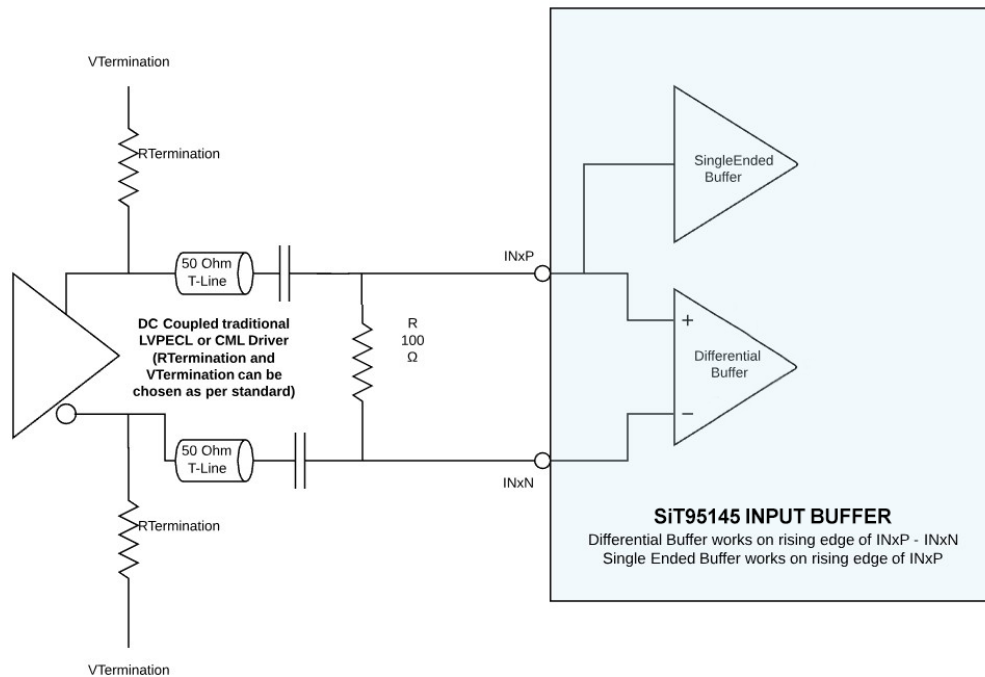 VTermination
RTermination
SingleEnded
Buffer
INxP
50 Ohm
T-Line
DC Coupled traditional
LVPECL or CML Driver
(RTermination and
VTermination can be
chosen as per standard)
R
100
Ω
+
Differential
Buffer
−
50 Ohm
T-Line
INxN
RTermination
SiT95145 INPUT BUFFER
Differential Buffer works on rising edge of INxP - INxN
Single Ended Buffer works on rising edge of INxP
VTermination